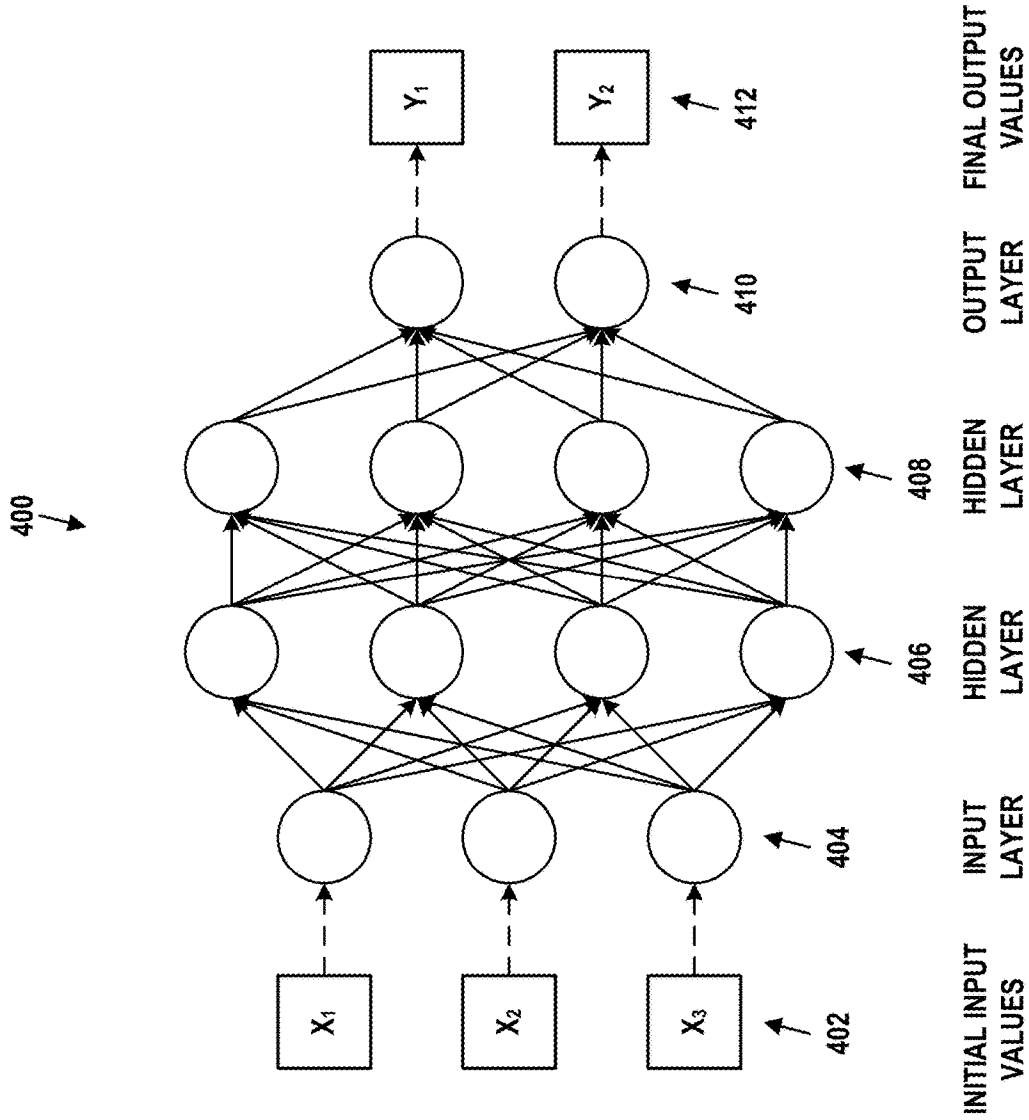 400
X1
X2
X3
Y1
Y2
402
404
406
408
410
412
INITIAL INPUT
VALUES
INPUT
LAYER
HIDDEN
LAYER
HIDDEN
LAYER
OUTPUT
LAYER
FINAL OUTPUT
VALUES